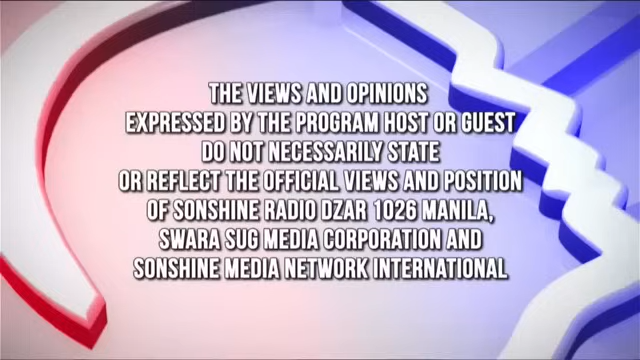 THE VIEWS AND OPINIONS
EXPRESSED BY THE PROGRAM HOST OR GUEST
DO NOT NECESSARILY STATE
OR REFLECT THE OFFICIAL VIEWS AND POSITION
OF SONSHINE RADIO DZAR 1026 MANILA,
SWARA SUG MEDIA CORPORATION AND
SONSHINE MEDIA NETWORK INTERNATIONAL